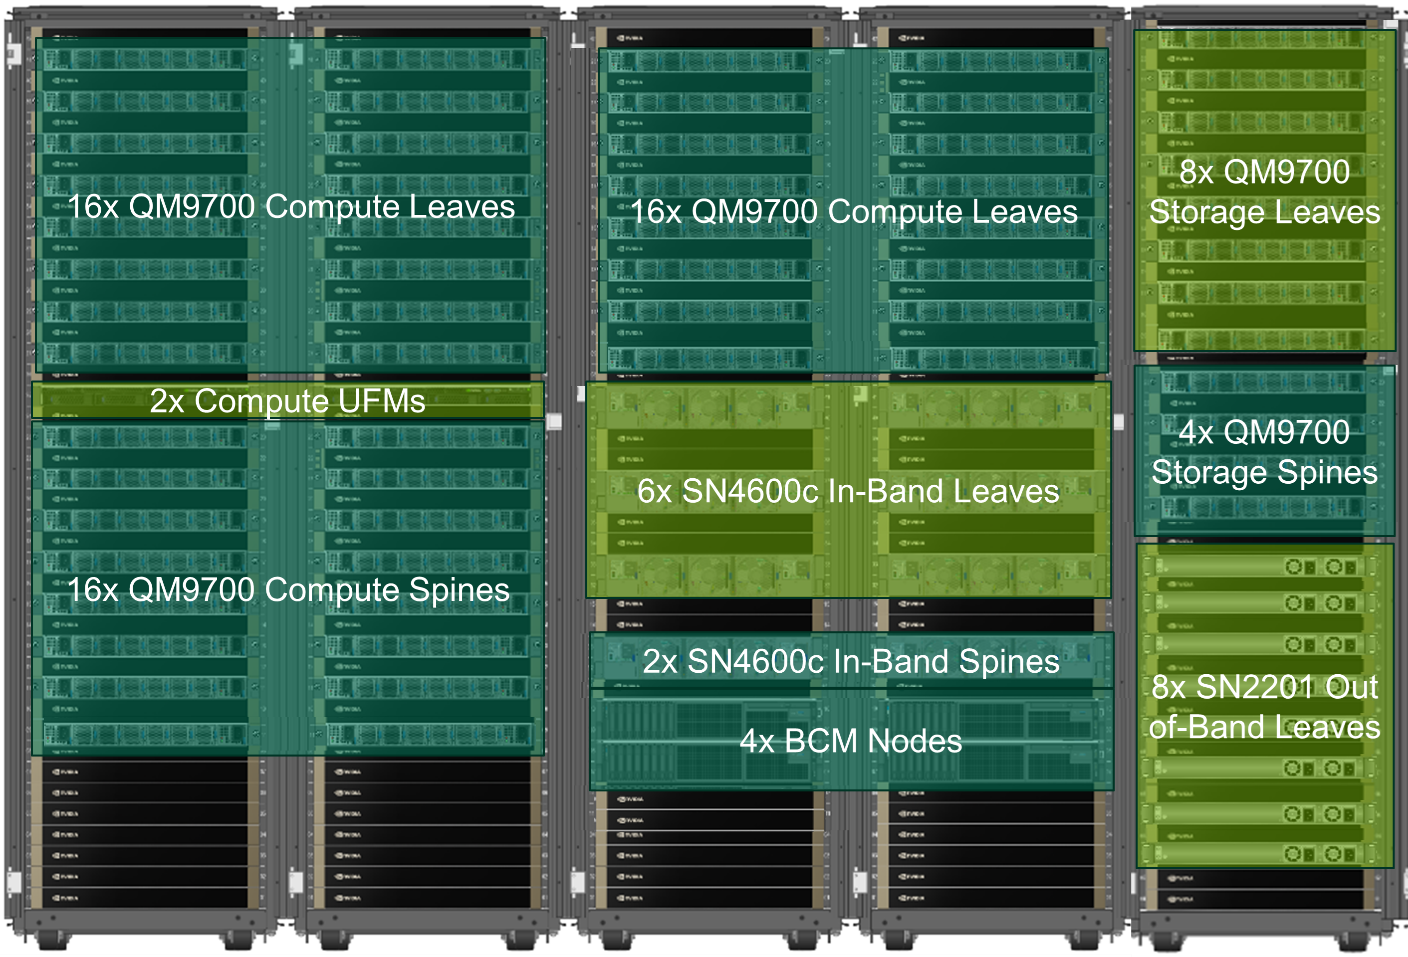 16x QM9700 Compute Leaves
2x Compute UFMs
16x QM9700 Compute Spines
16x QM9700 Compute Leaves
6x SN4600c In-Band Leaves
2x SN4600c In-Band Spines
4x BCM Nodes
8x QM9700
Storage Leaves
4x QM9700
Storage Spines
8x SN2201 Out
of-Band Leaves